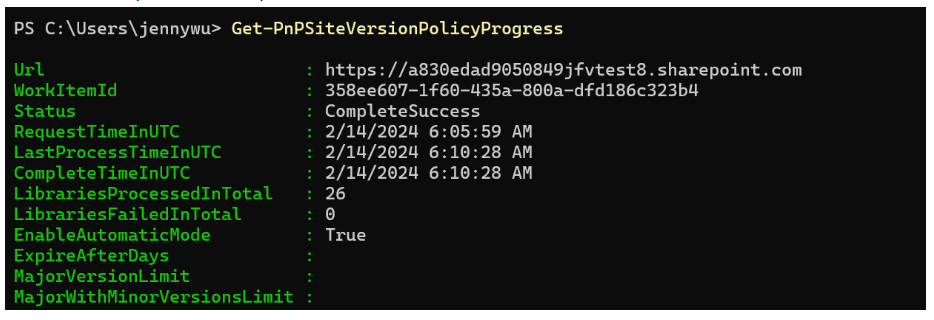 PS C:\Users\jennywu> Get-PnPSiteVersionPolicyProgress
Url : https://a830edad9050849jfvtest8.sharepoint.com
WorkItemId : 358ee607-1f60-435a-800a-dfd186c323b4
Status : CompleteSuccess
RequestTimeInUTC : 2/14/2024 6:05:59 AM
LastProcessTimeInUTC : 2/14/2024 6:10:28 AM
CompleteTimeInUTC : 2/14/2024 6:10:28 AM
LibrariesProcessedInTotal : 26
LibrariesFailedInTotal : 0
EnableAutomaticMode : True
ExpireAfterDays :
MajorVersionLimit :
MajorWithMinorVersionsLimit :